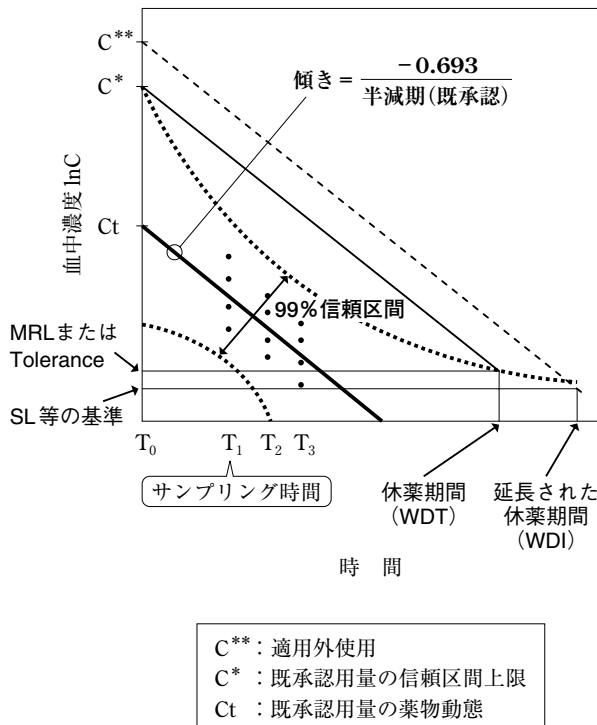 C**
C*
傾き＝−0.693
半減期(既承認)
血中濃度 lnC
Ct
99%信頼区間
MRLまたは
Tolerance
SL等の基準
T0 T1 T2 T3
サンプリング時間
休薬期間
(WDT)
延長された
休薬期間
(WDI)
時　間
C**：適用外使用
C*：既承認用量の信頼区間上限
Ct：既承認用量の薬物動態